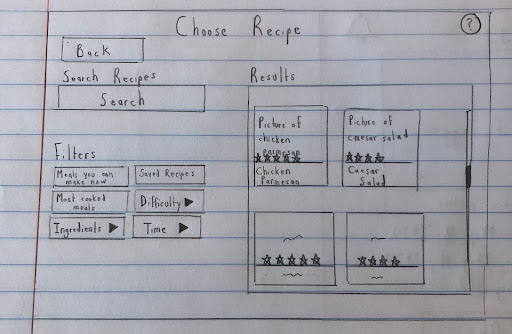 Choose Recipe
?
Back
Search Recipes
Search
Filters
Meals you can
make now
Saved Recipes
Most cooked
meals
Difficulty
Ingredients
Time
Results
Picture of
chicken
parmesan
Chicken
Parmesan
Picture of
caesar salad
Caesar
Salad